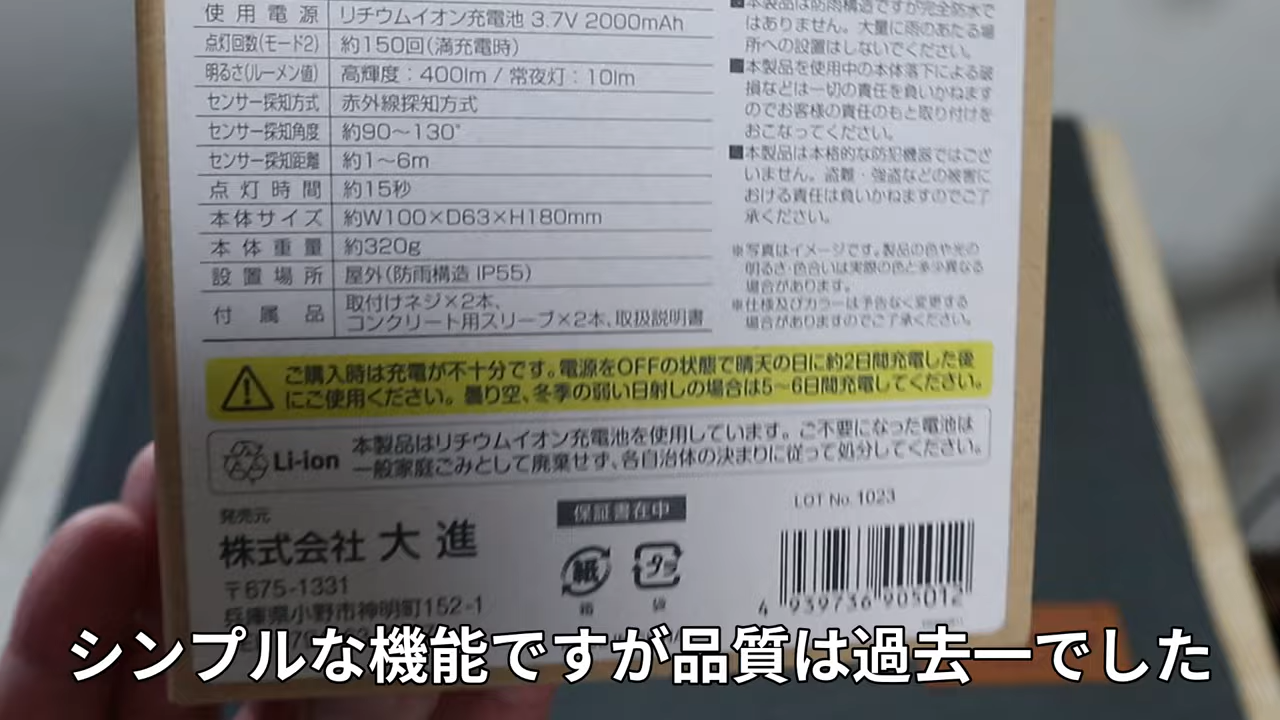 使用電源 リチウムイオン充電池 3.7V 2000mAh
点灯回数(モード2) 約150回(満充電時)
明るさ(ルーメン値) 高輝度:400lm / 常夜灯:10lm
センサー探知方式 赤外線探知方式
センサー探知角度 約90～130°
センサー探知距離 約1～6m
点灯時間 約15秒
本体サイズ 約W100×D63×H180mm
本体重量 約320g
設置場所 屋外(防雨構造 IP55)
付属品 取付けネジ×2本、
コンクリート用スリーブ×2本、取扱説明書
■本製品は防雨構造ですが完全防水で
はありません。大量に雨のあたる場
所への設置はしないでください。
■本製品を使用中の本体落下による破
損などは一切の責任を負いかねます
のでお客様の責任のもと取り付けを
おこなってください。
■本製品は本格的な防犯機器ではござ
いません。盗難・強盗などの被害に
おける責任は負いかねますのでご了
承ください。
※写真はイメージです。製品の色や光の
明るさ・色合いは実際の色と多少異なる
場合があります。
※仕様及びカラーは予告なく変更する
場合がありますのでご了承ください。
ご購入時は充電が不十分です。電源をOFFの状態で晴天の日に約2日間充電した後
にご使用ください。曇り空、冬季の弱い日射しの場合は5～6日間充電してください。
Li-ion 本製品はリチウムイオン充電池を使用しています。ご不要になった電池は
一般家庭ごみとして廃棄せず、各自治体の決まりに従って処分してください。
発売元
株式会社 大進
〒675-1331
兵庫県小野市神明町152-1
保証書在中
紙 プラ
箱 袋
LOT No.1023
4 939736 905012
シンプルな機能ですが品質は過去一でした